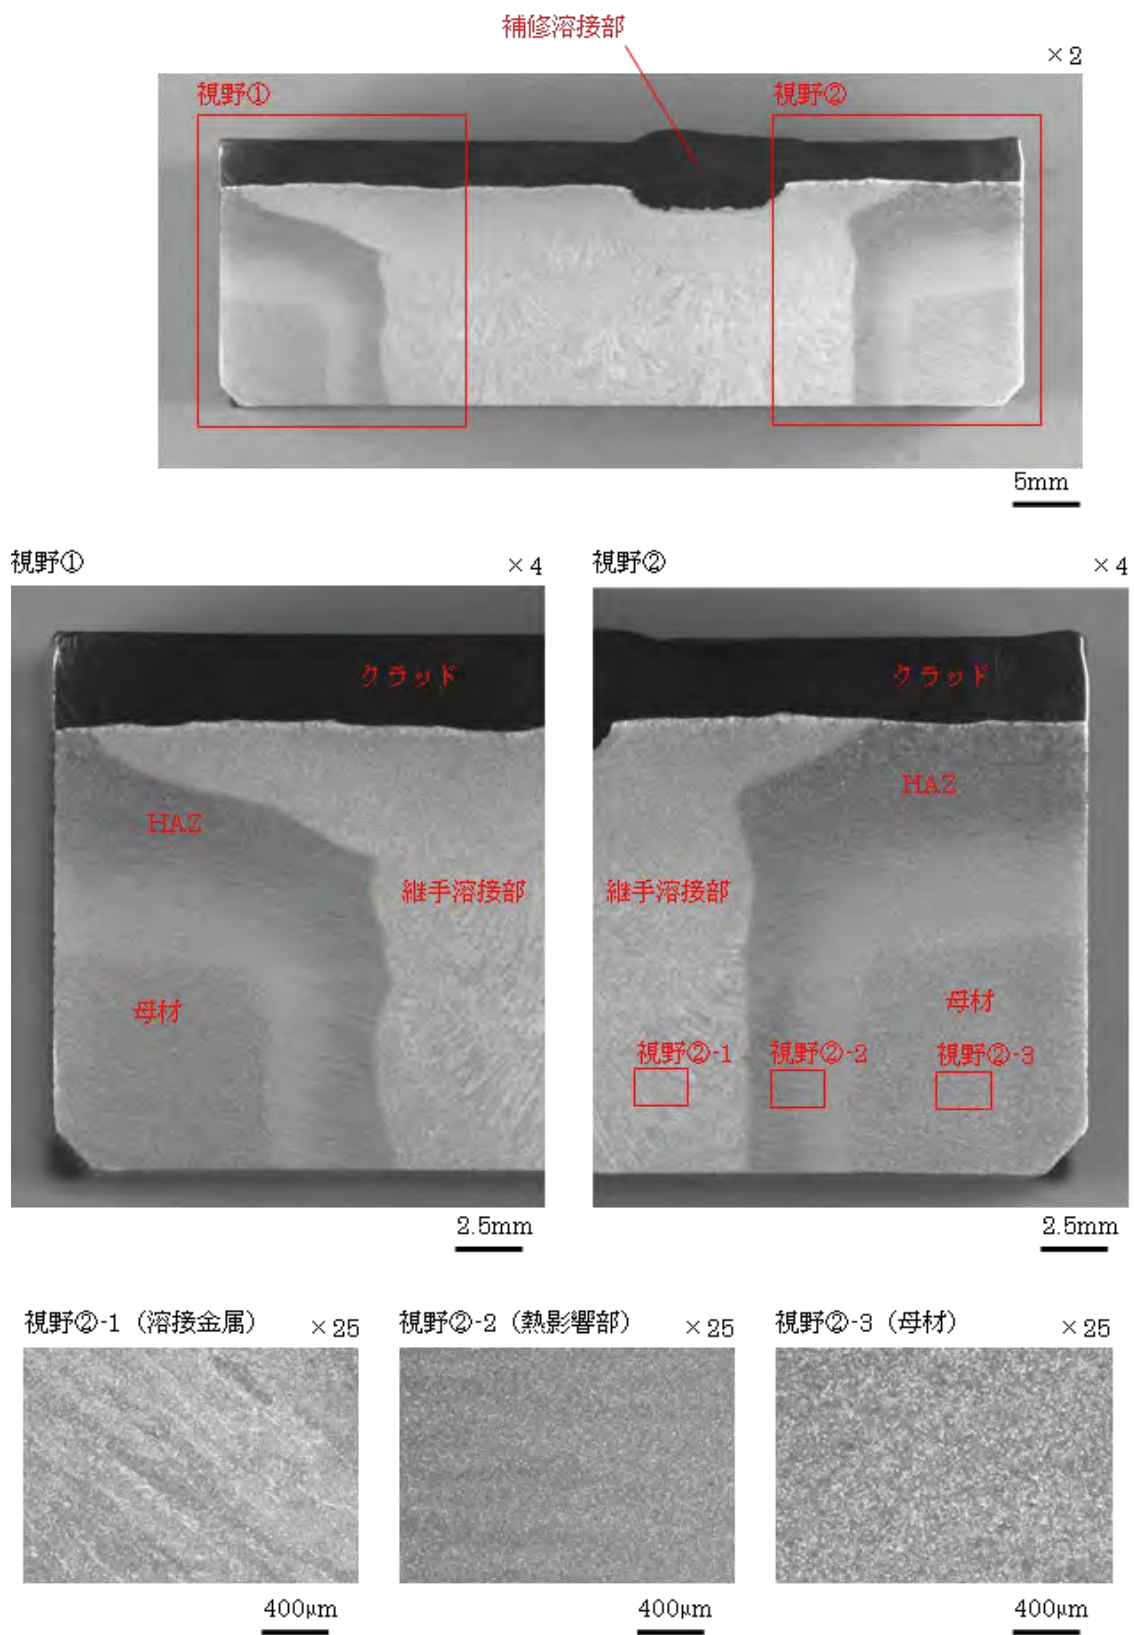 補修溶接部
×2
視野①
視野②
5mm
視野①
×4
視野②
×4
クラッド
クラッド
HAZ
HAZ
継手溶接部
継手溶接部
母材
母材
視野②-1
視野②-2
視野②-3
2.5mm
2.5mm
視野②-1（溶接金属）
×25
視野②-2（熱影響部）
×25
視野②-3（母材）
×25
400μm
400μm
400μm